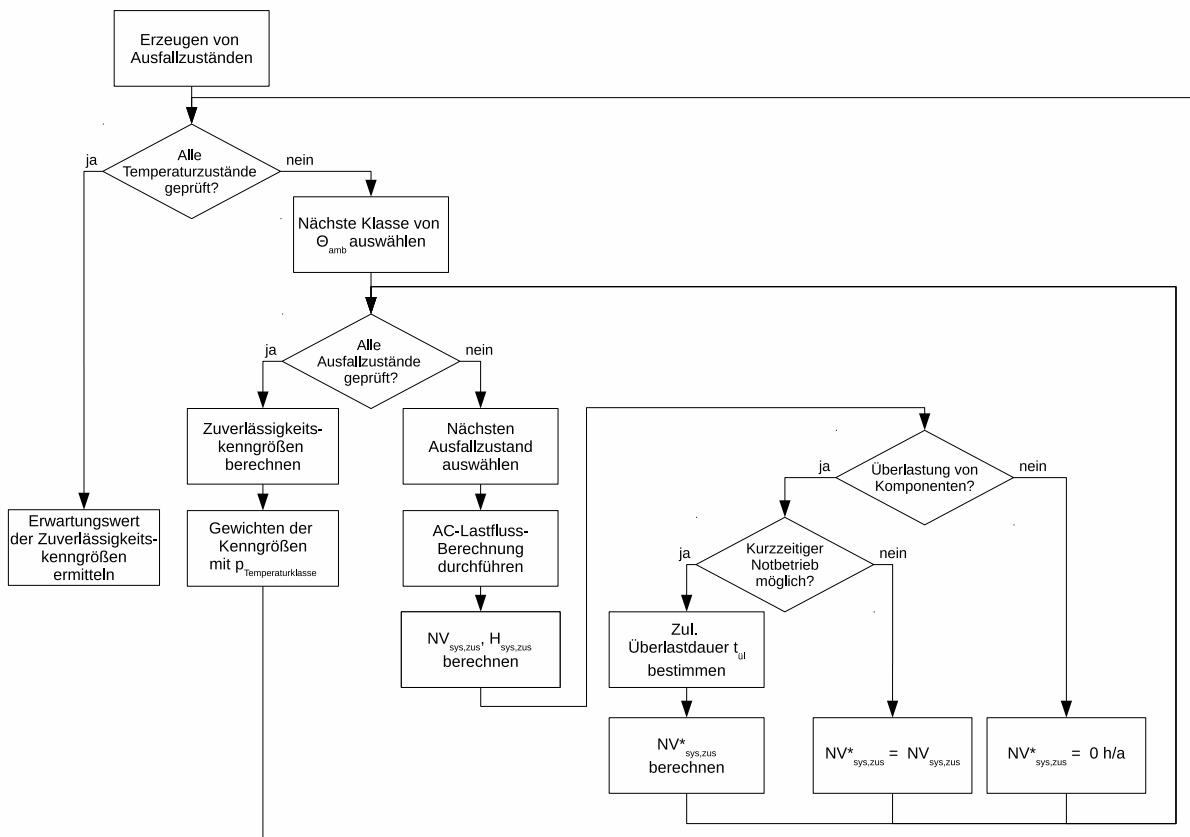 Erzeugen von
Ausfallzuständen
ja
Alle
Temperaturzustände
geprüft?
nein
Nächste Klasse von
Θamb auswählen
ja
Alle
Ausfallzustände
geprüft?
nein
Zuverlässigkeits-
kenngrößen
berechnen
Nächsten
Ausfallzustand
auswählen
ja
Überlastung von
Komponenten?
nein
Erwartungswert
der Zuverlässigkeits-
kenngrößen
ermitteln
Gewichten der
Kenngrößen
mit pTemperaturklasse
AC-Lastfluss-
Berechnung
durchführen
ja
Kurzzeitiger
Notbetrieb
möglich?
nein
NVsys,zus, Hsys,zus
berechnen
Zul.
Überlastdauer tül
bestimmen
NV*sys,zus
berechnen
NV*sys,zus = NVsys,zus
NV*sys,zus = 0 h/a